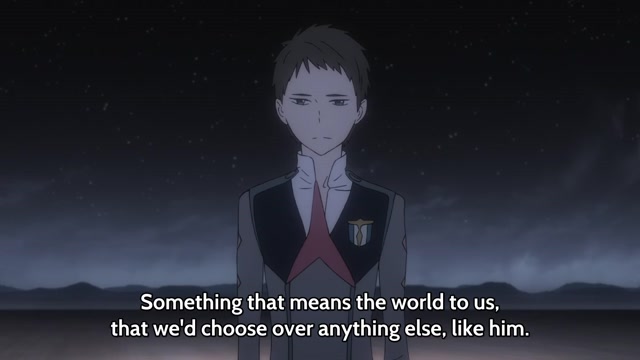 Something that means the world to us,
that we'd choose over anything else, like him.